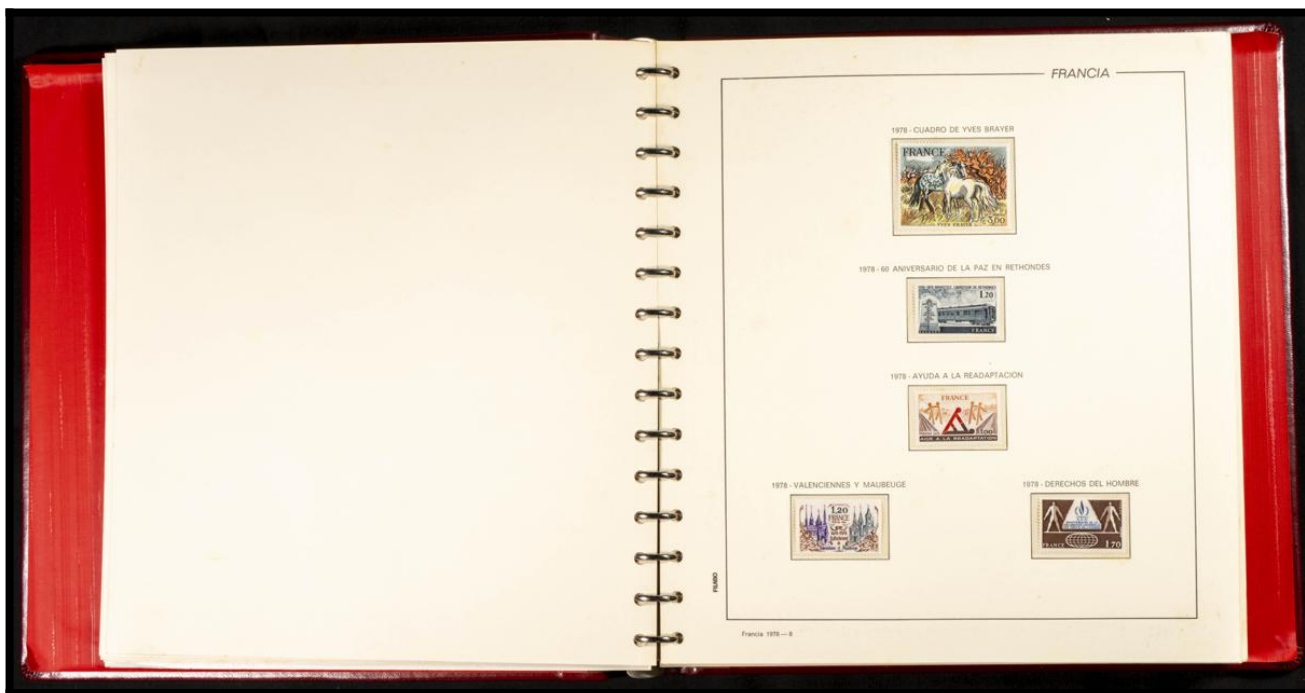 FRANCIA
1978 - CUADRO DE YVES BRAYER
FRANCE
3,00
YVES BRAYER
1978 - 60 ANIVERSARIO DE LA PAZ EN RETHONDES
1,20
FRANCE
1978 - AYUDA A LA READAPTACION
FRANCE
1,00
AIDE A LA READAPTATION
1978 - VALENCIENNES Y MAUBEUGE
1,20
FRANCE
1978 - DERECHOS DEL HOMBRE
FRANCE
1,70
FILABO
Francia 1978 — 8